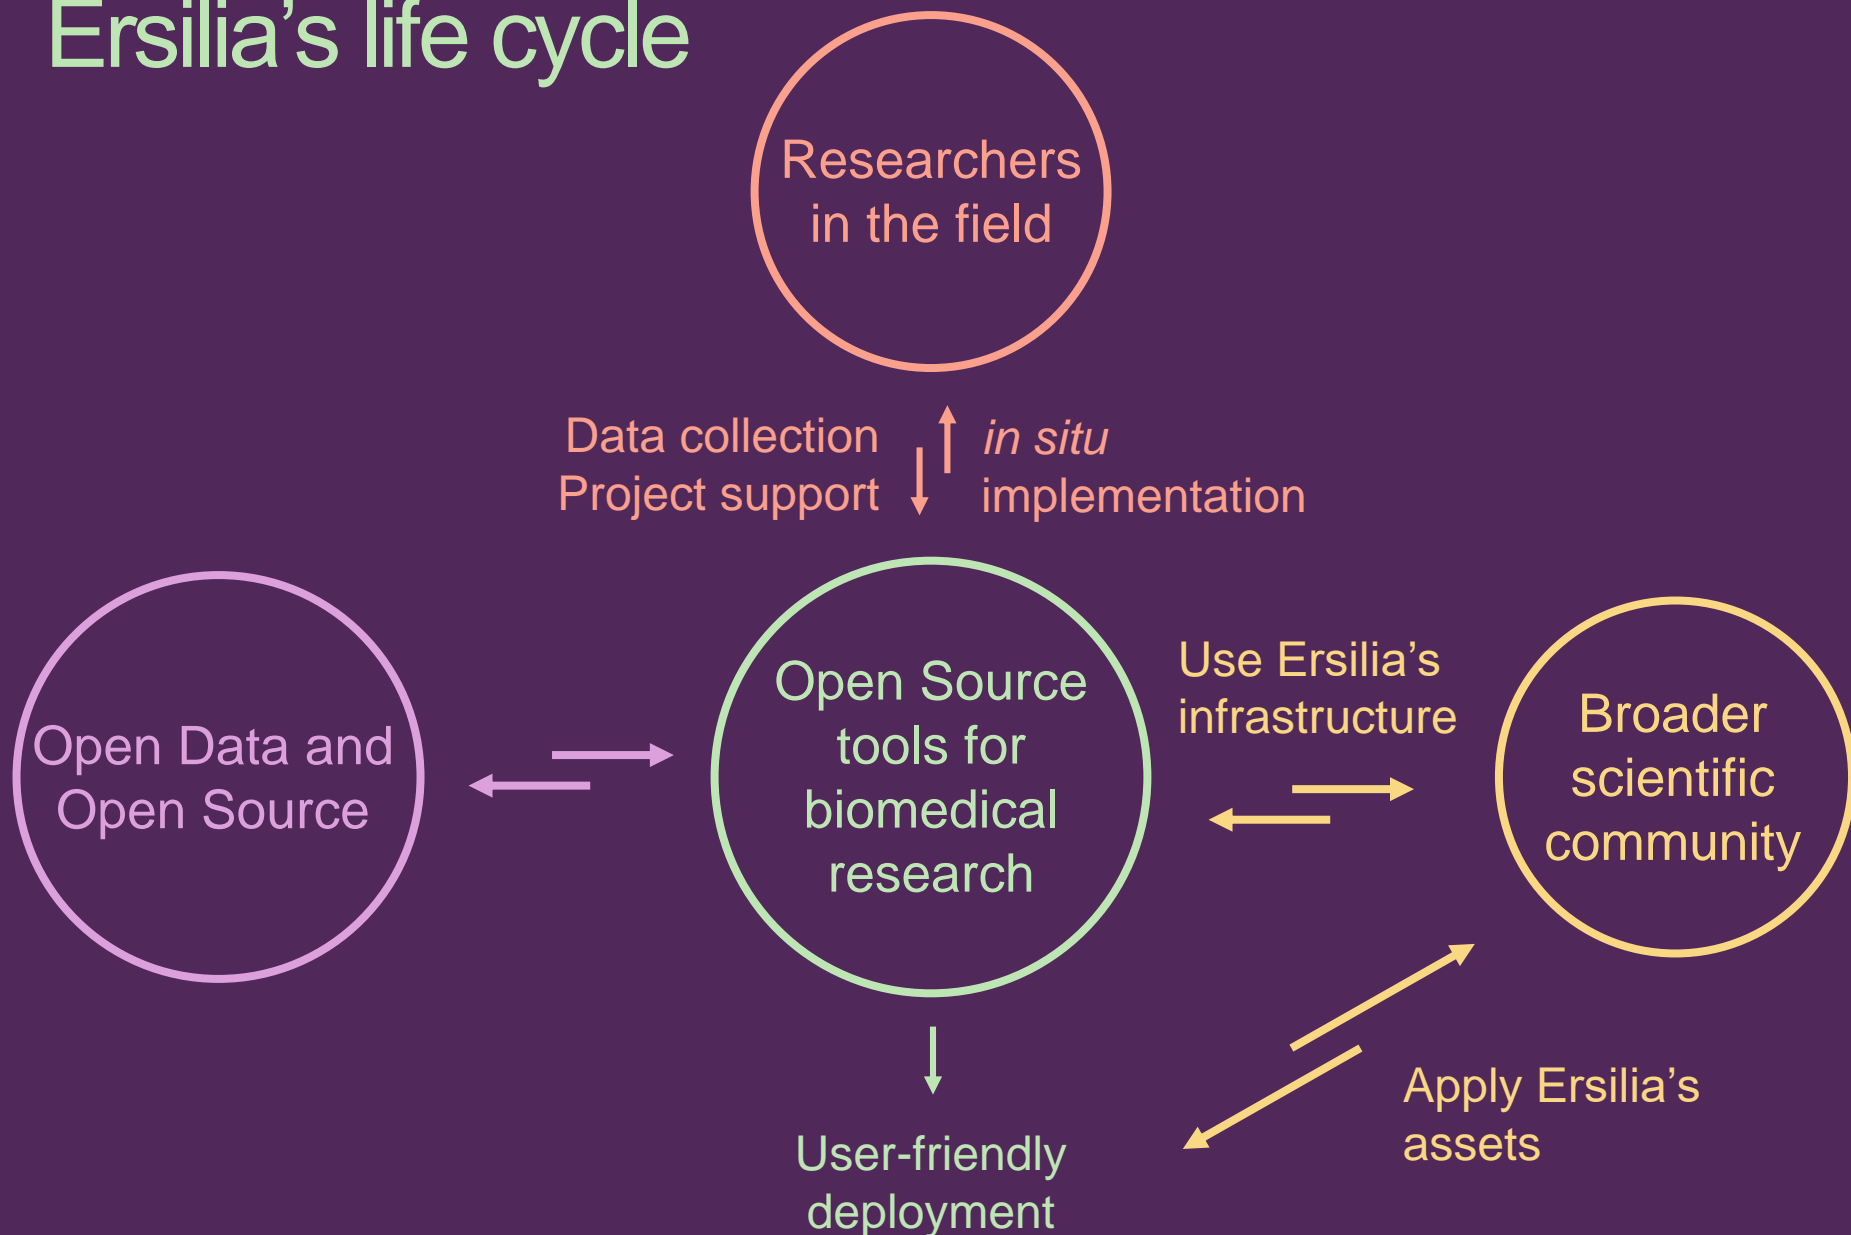 Ersilia’s life cycle
Researchers
in the field
Data collection
Project support
in situ
implementation
Open Data and
Open Source
Open Source
tools for
biomedical
research
Use Ersilia’s
infrastructure
Broader
scientific
community
Apply Ersilia’s
assets
User-friendly
deployment